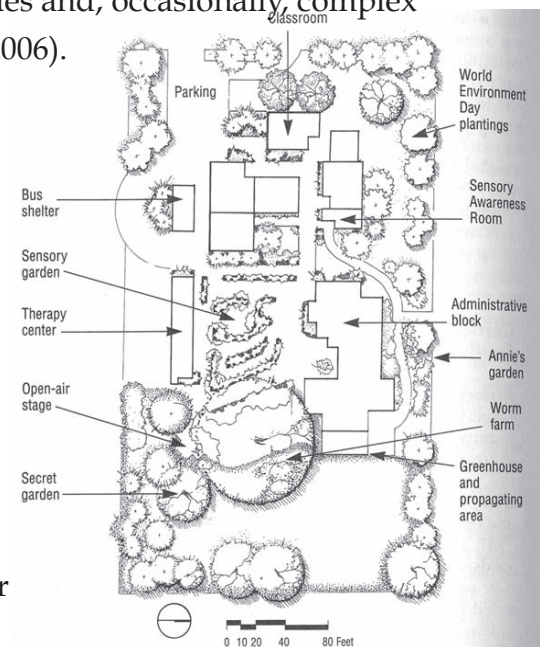 es and, occasionally, complex
2006).
Classroom
Parking
World
Environment
Day
plantings
Bus
shelter
Sensory
Awareness
Room
Sensory
garden
Therapy
center
Administrative
block
Annie's
garden
Open-air
stage
Worm
farm
Secret
garden
Greenhouse
and
propagating
area
r
0 10 20 40 80 Feet